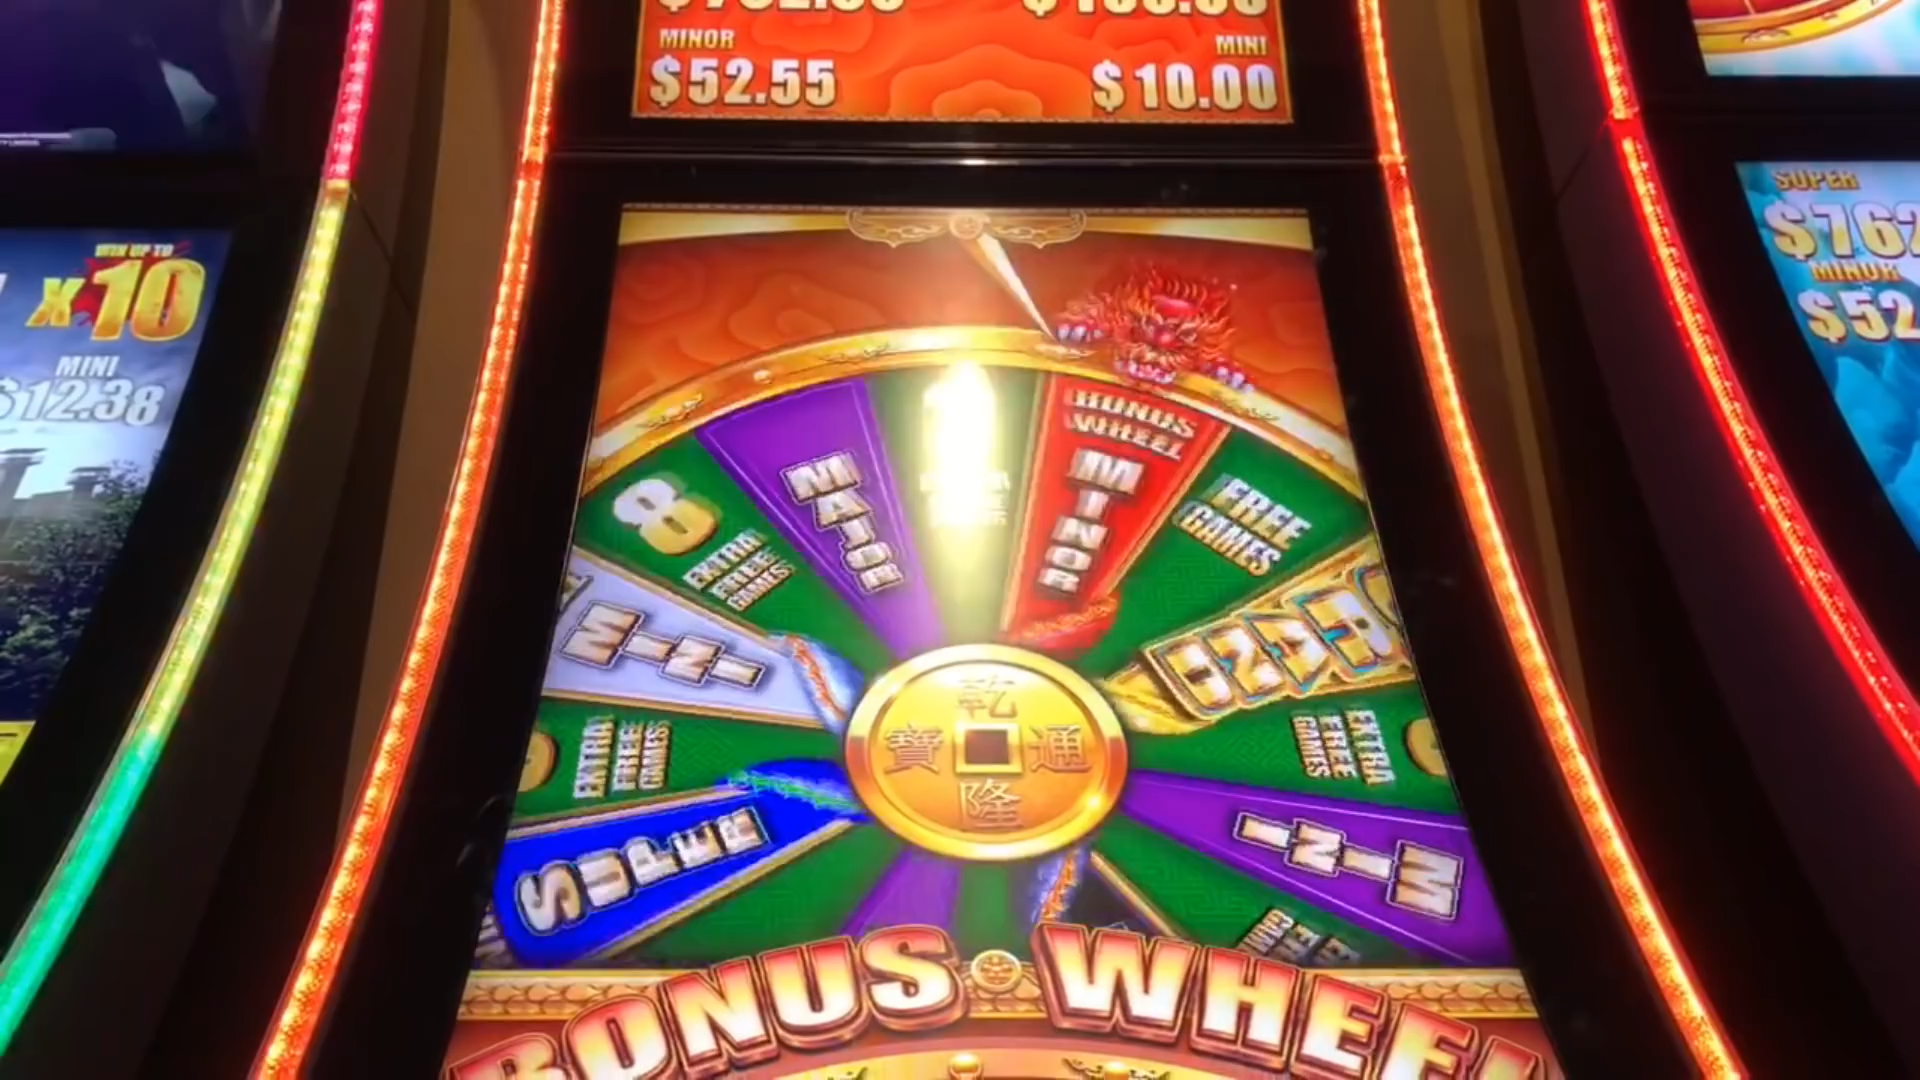 MINOR
MINI
$52.55
$10.00
WIN UP TO
X10
MINI
$12.38
SUPER
MINOR
MAJOR
BONUS
WHEEL
MINOR
FREE
GAMES
8
EXTRA
FREE
GAMES
MINI
GRAND
EXTRA
FREE
GAMES
EXTRA
FREE
GAMES
SUPER
MINI
乾
寶
通
隆
BONUS WHEEL